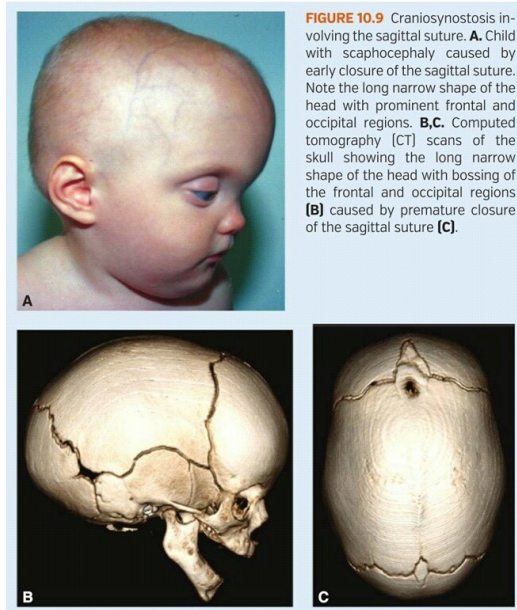 FIGURE 10.9 Craniosynostosis in-
volving the sagittal suture. A. Child
with scaphocephaly caused by
early closure of the sagittal suture.
Note the long narrow shape of the
head with prominent frontal and
occipital regions. B,C. Computed
tomography (CT) scans of the
skull showing the long narrow
shape of the head with bossing of
the frontal and occipital regions
(B) caused by premature closure
of the sagittal suture (C).
A
B
C